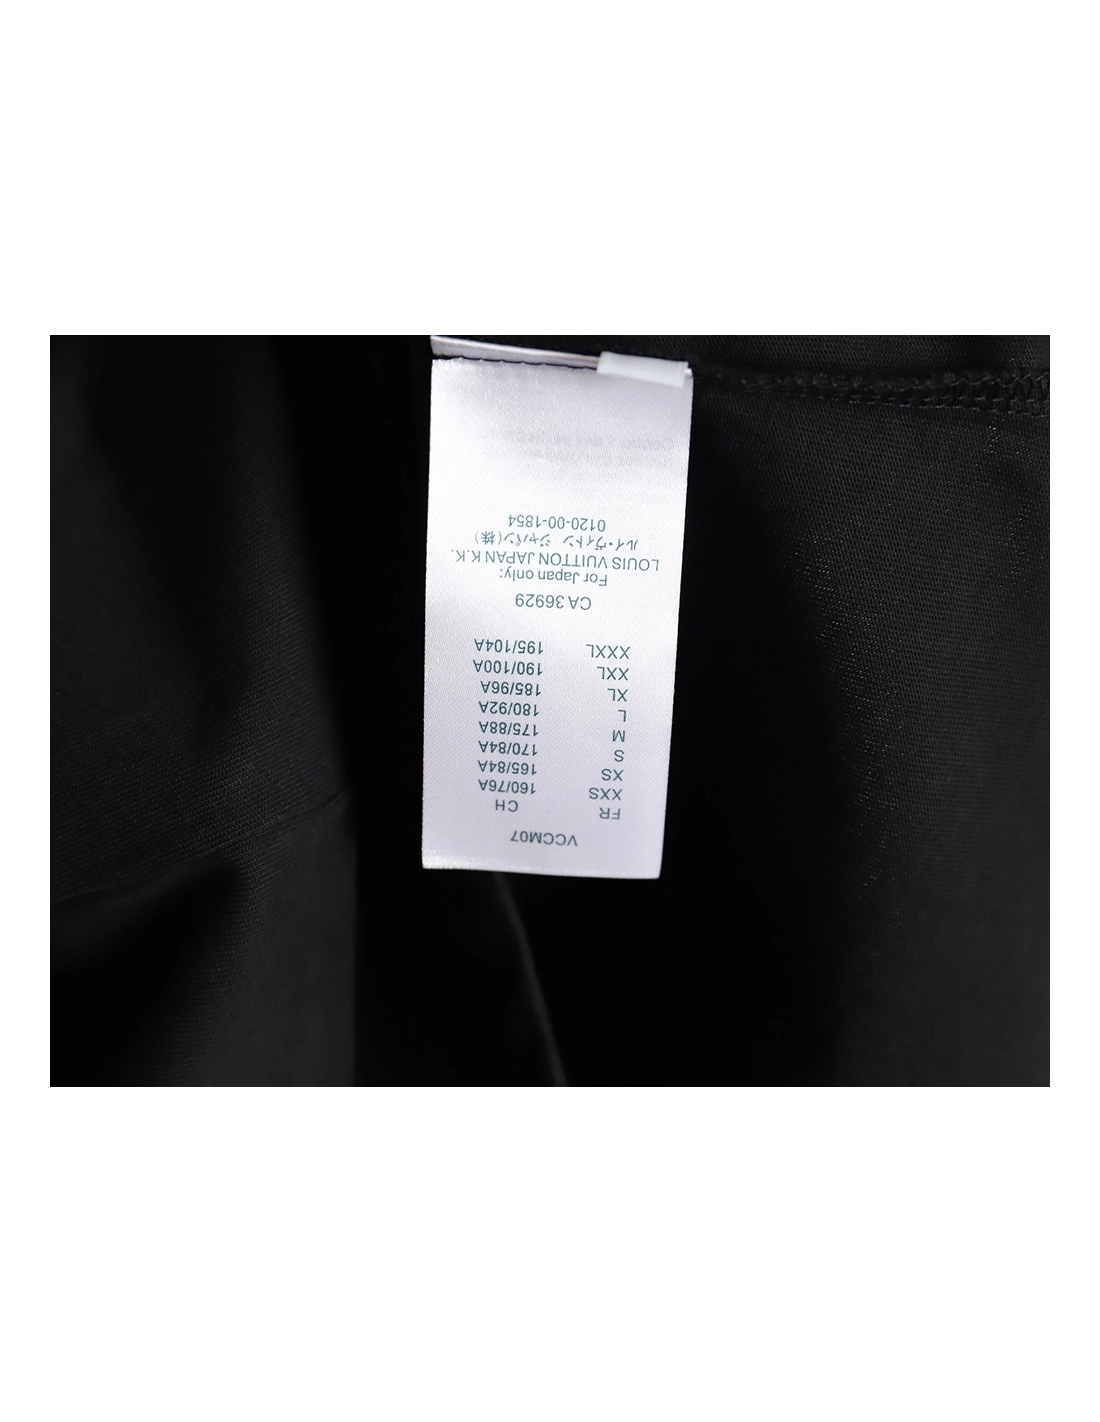 VCCM07
FR CH
XXS 160/76A
XS 165/84A
S 170/84A
M 175/88A
L 180/92A
XL 185/96A
XXL 190/100A
XXXL 195/104A
CA 36929
For Japan only:
LOUIS VUITTON JAPAN K.K.
ルイ・ヴィトン ジャパン(株)
0120-00-1854